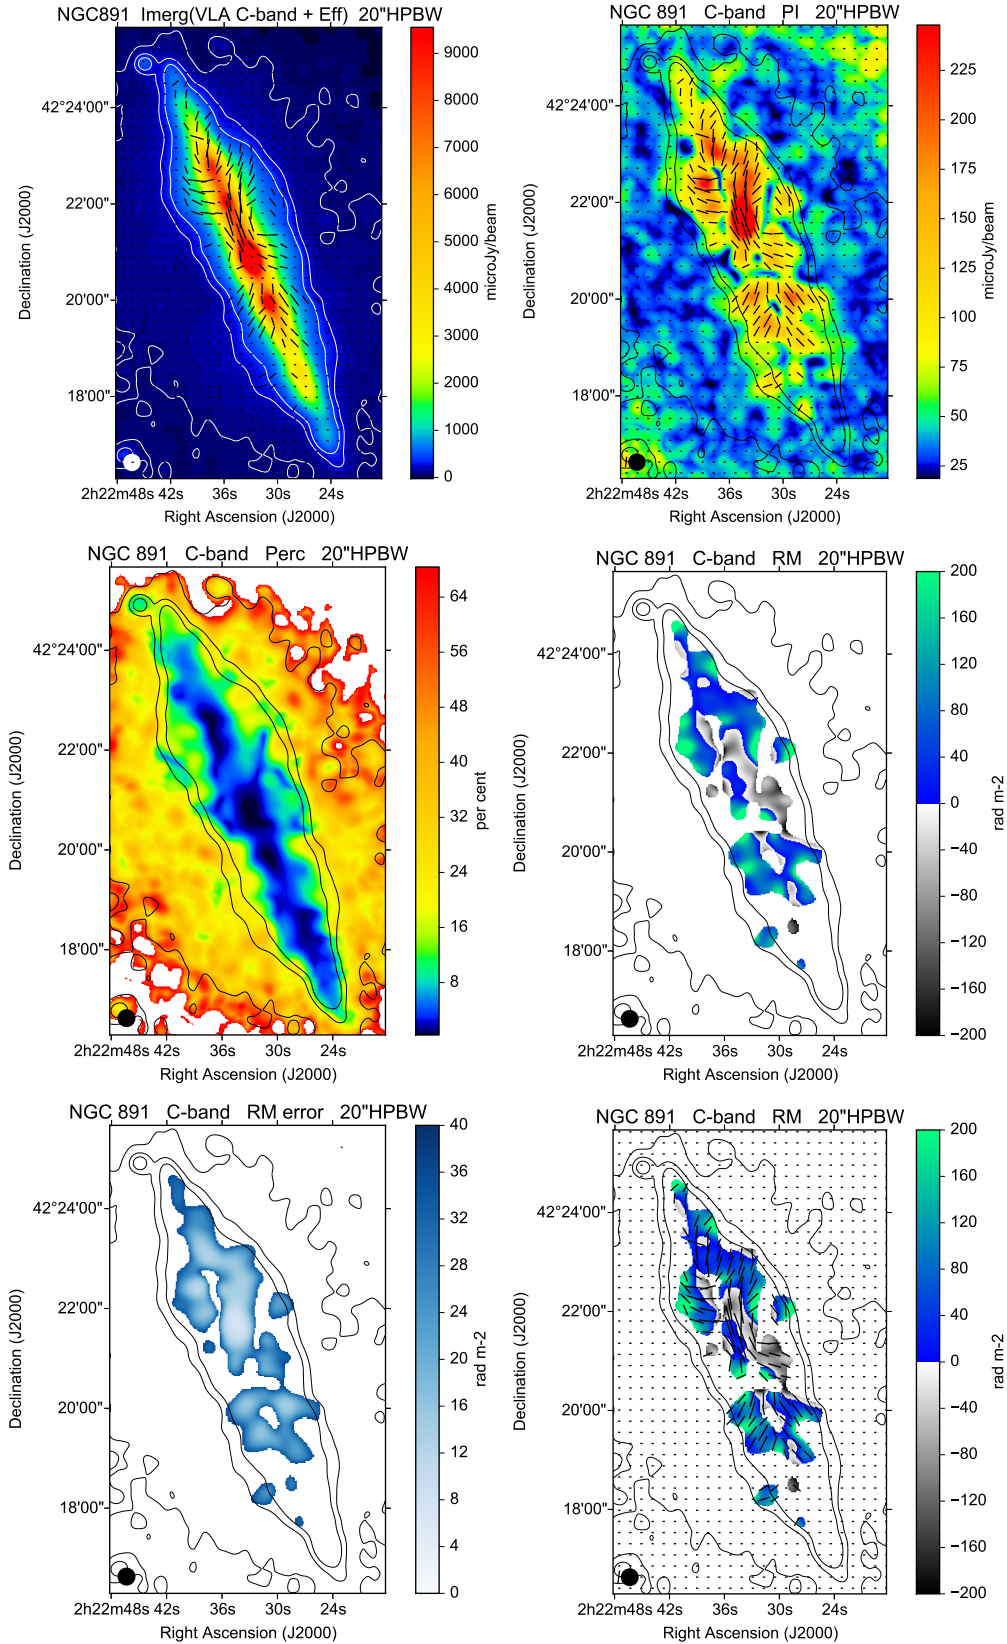 NGC891 Imerg(VLA C-band + Eff) 20"HPBW
9000
8000
7000
6000
5000
4000
3000
2000
1000
0
microJy/beam
42°24'00"
22'00"
20'00"
18'00"
Declination (J2000)
2h22m48s 42s 36s 30s 24s
Right Ascension (J2000)
NGC 891 C-band PI 20"HPBW
225
200
175
150
125
100
75
50
25
microJy/beam
42°24'00"
22'00"
20'00"
18'00"
Declination (J2000)
2h22m48s 42s 36s 30s 24s
Right Ascension (J2000)
NGC 891 C-band Perc 20"HPBW
64
56
48
40
32
24
16
8
per cent
42°24'00"
22'00"
20'00"
18'00"
Declination (J2000)
2h22m48s 42s 36s 30s 24s
Right Ascension (J2000)
NGC 891 C-band RM 20"HPBW
200
160
120
80
40
0
−40
−80
−120
−160
−200
rad m-2
42°24'00"
22'00"
20'00"
18'00"
Declination (J2000)
2h22m48s 42s 36s 30s 24s
Right Ascension (J2000)
NGC 891 C-band RM error 20"HPBW
40
36
32
28
24
20
16
12
8
4
0
rad m-2
42°24'00"
22'00"
20'00"
18'00"
Declination (J2000)
2h22m48s 42s 36s 30s 24s
Right Ascension (J2000)
NGC 891 C-band RM 20"HPBW
200
160
120
80
40
0
−40
−80
−120
−160
−200
rad m-2
42°24'00"
22'00"
20'00"
18'00"
Declination (J2000)
2h22m48s 42s 36s 30s 24s
Right Ascension (J2000)